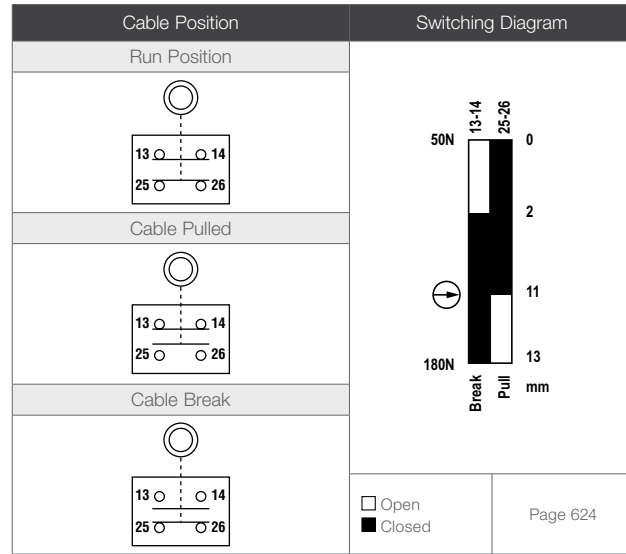 Cable Position
Switching Diagram
Run Position
13 14
25 26
Cable Pulled
13 14
25 26
Cable Break
13 14
25 26
13-14
25-26
50N
0
2
11
180N
13
Break
Pull
mm
Open
Closed
Page 624